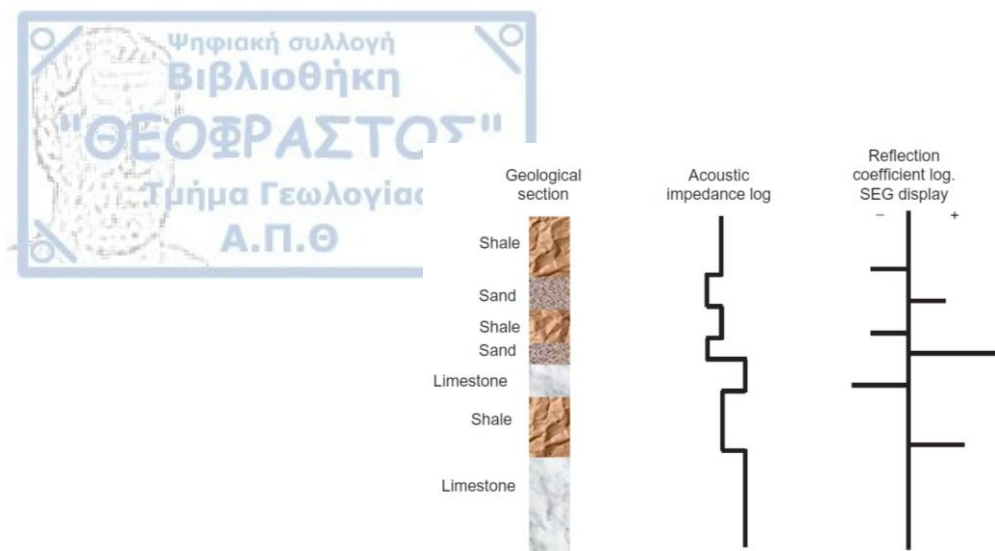 Ψηφιακή συλλογή
Βιβλιοθήκη
"ΘΕΟΦΡΑΣΤΟΣ"
Τμήμα Γεωλογίας
Α.Π.Θ
Geological
section
Acoustic
impedance log
Reflection
coefficient log.
SEG display
– +
Shale
Sand
Shale
Sand
Limestone
Shale
Limestone